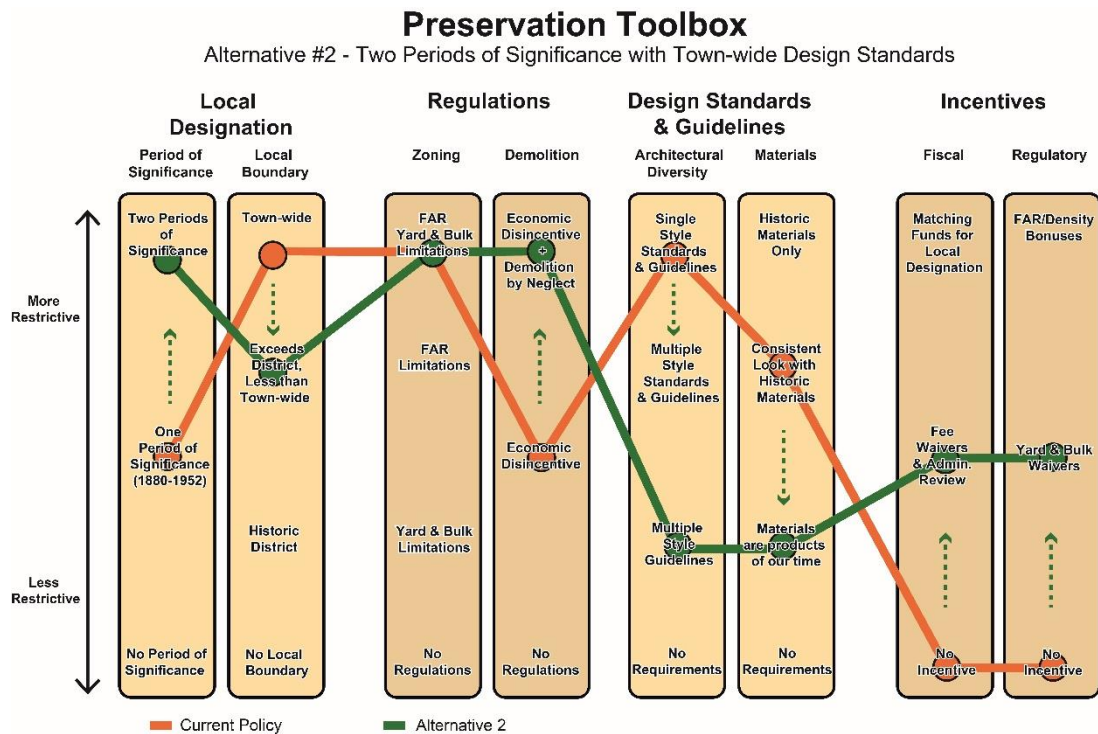 Preservation Toolbox
Alternative #2 - Two Periods of Significance with Town-wide Design Standards
Local
Designation
Regulations
Design Standards
& Guidelines
Incentives
Period of
Significance
Local
Boundary
Zoning
Demolition
Architectural
Diversity
Materials
Fiscal
Regulatory
More
Restrictive
Less
Restrictive
Two Periods
of
Significance
One
Period of
Significance
(1880-1952)
No Period of
Significance
Town-wide
Exceeds
District,
Less than
Town-wide
Historic
District
No Local
Boundary
FAR
Yard & Bulk
Limitations
FAR
Limitations
Yard & Bulk
Limitations
No
Regulations
Economic
Disincentive
+
Demolition
by Neglect
Economic
Disincentive
No
Regulations
Single
Style
Standards
& Guidelines
Multiple
Style
Standards
& Guidelines
Multiple
Style
Guidelines
No
Requirements
Historic
Materials
Only
Consistent
Look with
Historic
Materials
Materials
are products
of our time
No
Requirements
Matching
Funds for
Local
Designation
Fee
Waivers
& Admin.
Review
No
Incentive
FAR/Density
Bonuses
Yard & Bulk
Waivers
No
Incentive
Current Policy
Alternative 2